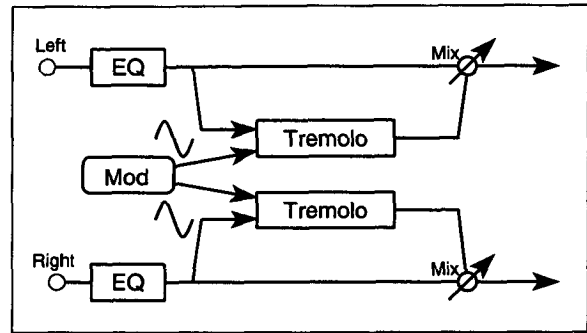 Left
EQ
Mix
Tremolo
Mod
Tremolo
Right
EQ
Mix